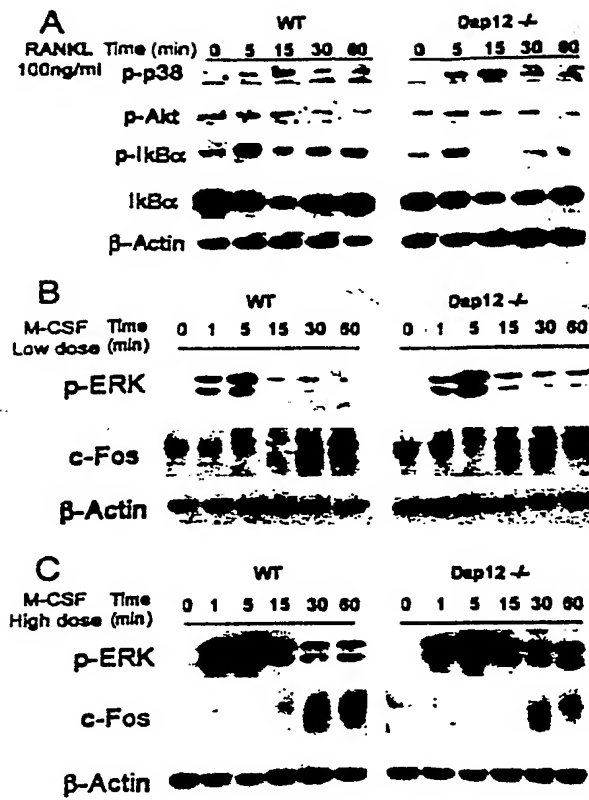 A
WT
Dap12 -/-
RANKL Time (min) 0 5 15 30 60 0 5 15 30 60
100ng/ml p-p38
p-Akt
p-IkBα
IkBα
β-Actin
B
WT
Dap12 -/-
M-CSF Time 0 1 5 15 30 60 0 1 5 15 30 60
Low dose (min)
p-ERK
c-Fos
β-Actin
C
WT
Dap12 -/-
M-CSF Time 0 1 5 15 30 60 0 1 5 15 30 60
High dose (min)
p-ERK
c-Fos
β-Actin